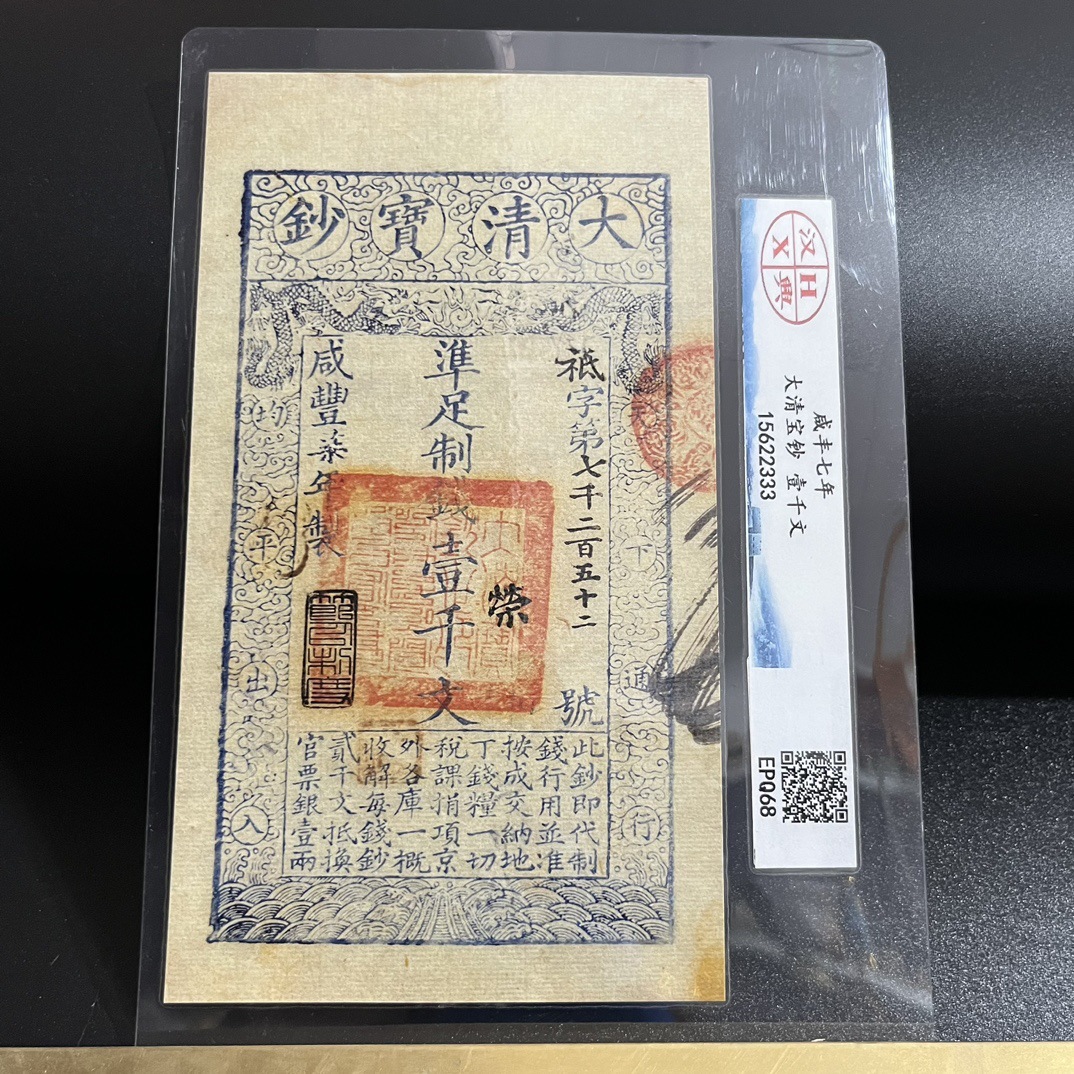 大清寶鈔
天下通行
祗字第七千二百五十二號
準足制錢壹千文
榮
咸豐柒年製
均平出入
此鈔即代制
錢行用並准
按成交納地
丁錢糧一切
稅課捐項京
外各庫一概
收解每錢鈔
貳千文抵換
官票銀壹兩
汉H
X興
咸丰七年
大清宝钞 壹千文
15622333
EPQ68